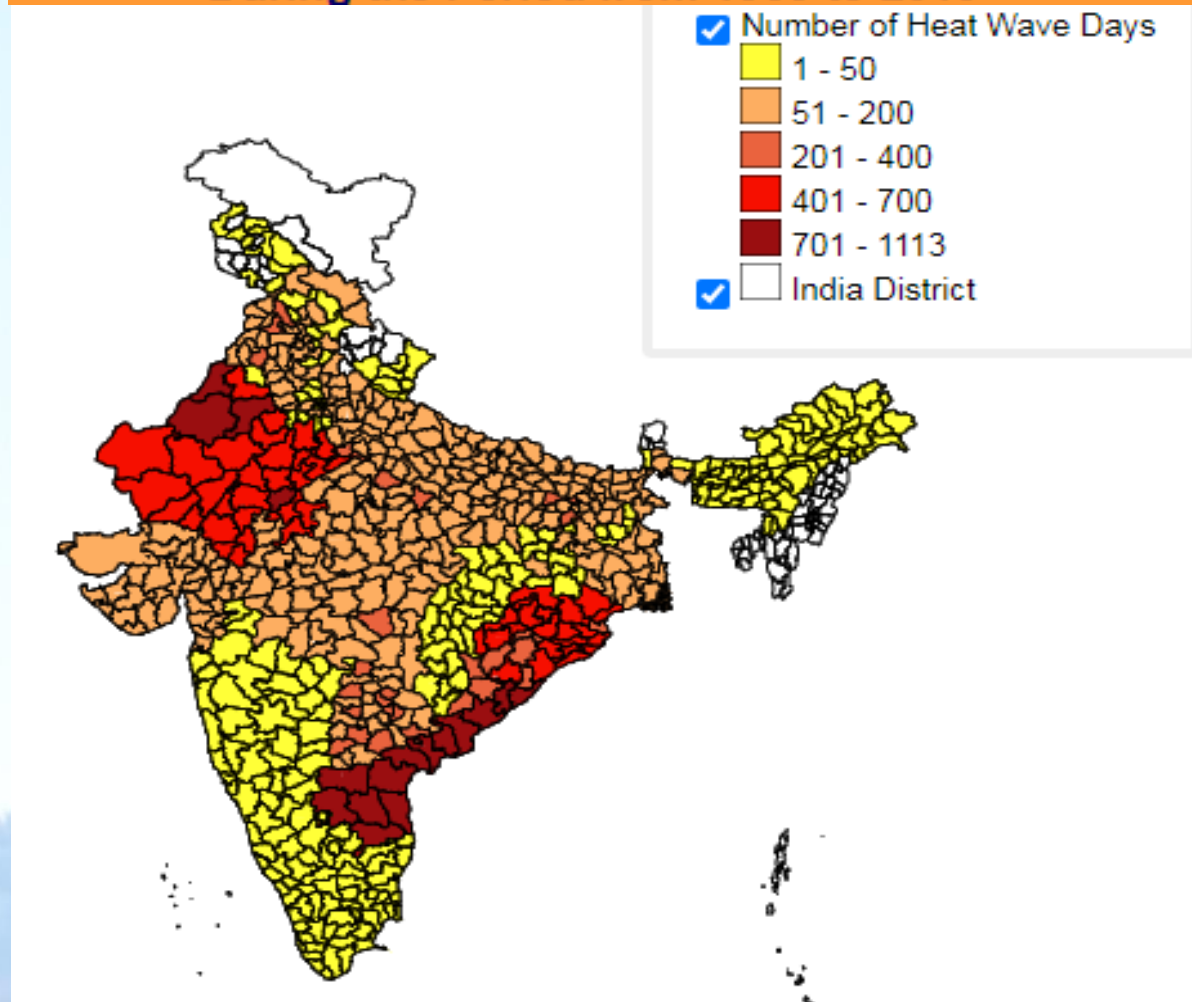 Number of Heat Wave Days
1 - 50
51 - 200
201 - 400
401 - 700
701 - 1113
India District